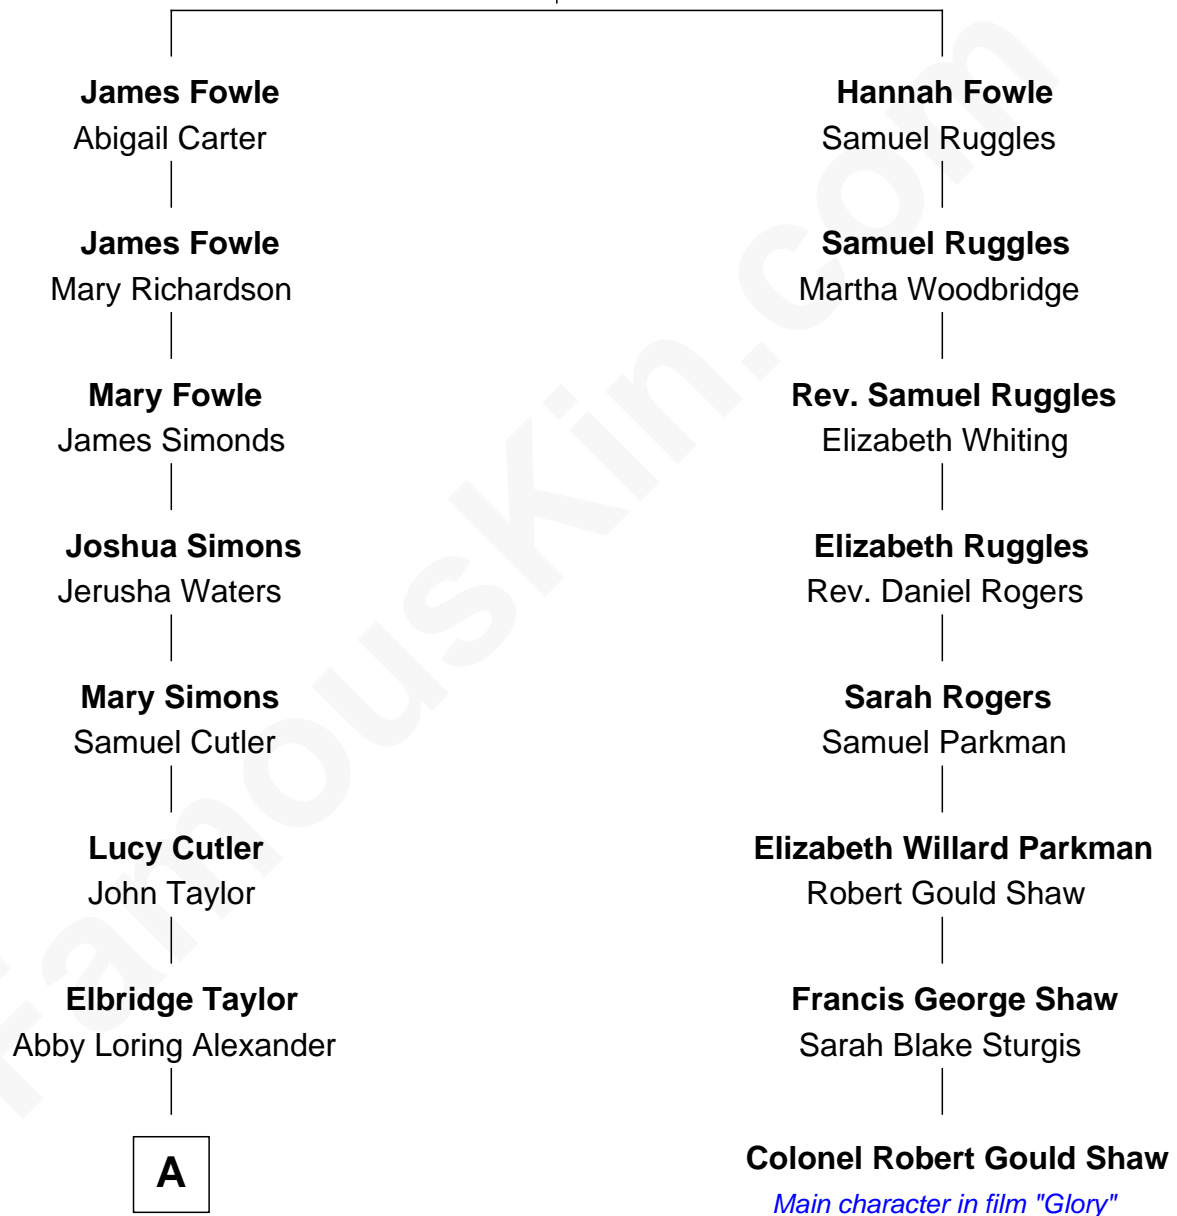 James Fowle
Abigail Carter
James Fowle
Mary Richardson
Mary Fowle
James Simonds
Joshua Simons
Jerusha Waters
Mary Simons
Samuel Cutler
Lucy Cutler
John Taylor
Elbridge Taylor
Abby Loring Alexander
A
Hannah Fowle
Samuel Ruggles
Samuel Ruggles
Martha Woodbridge
Rev. Samuel Ruggles
Elizabeth Whiting
Elizabeth Ruggles
Rev. Daniel Rogers
Sarah Rogers
Samuel Parkman
Elizabeth Willard Parkman
Robert Gould Shaw
Francis George Shaw
Sarah Blake Sturgis
Colonel Robert Gould Shaw
Main character in film "Glory"
FamousKin.com